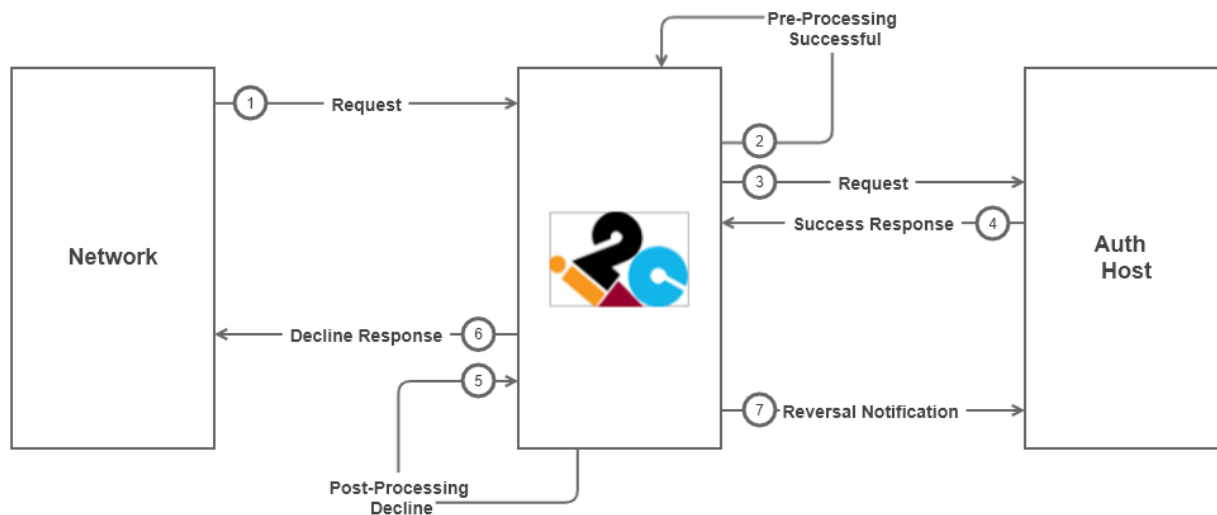 Pre-Processing
Successful
1
Request
2
3
Request
Success Response
4
i2c
Network
Auth
Host
Decline Response
6
5
7
Reversal Notification
Post-Processing
Decline